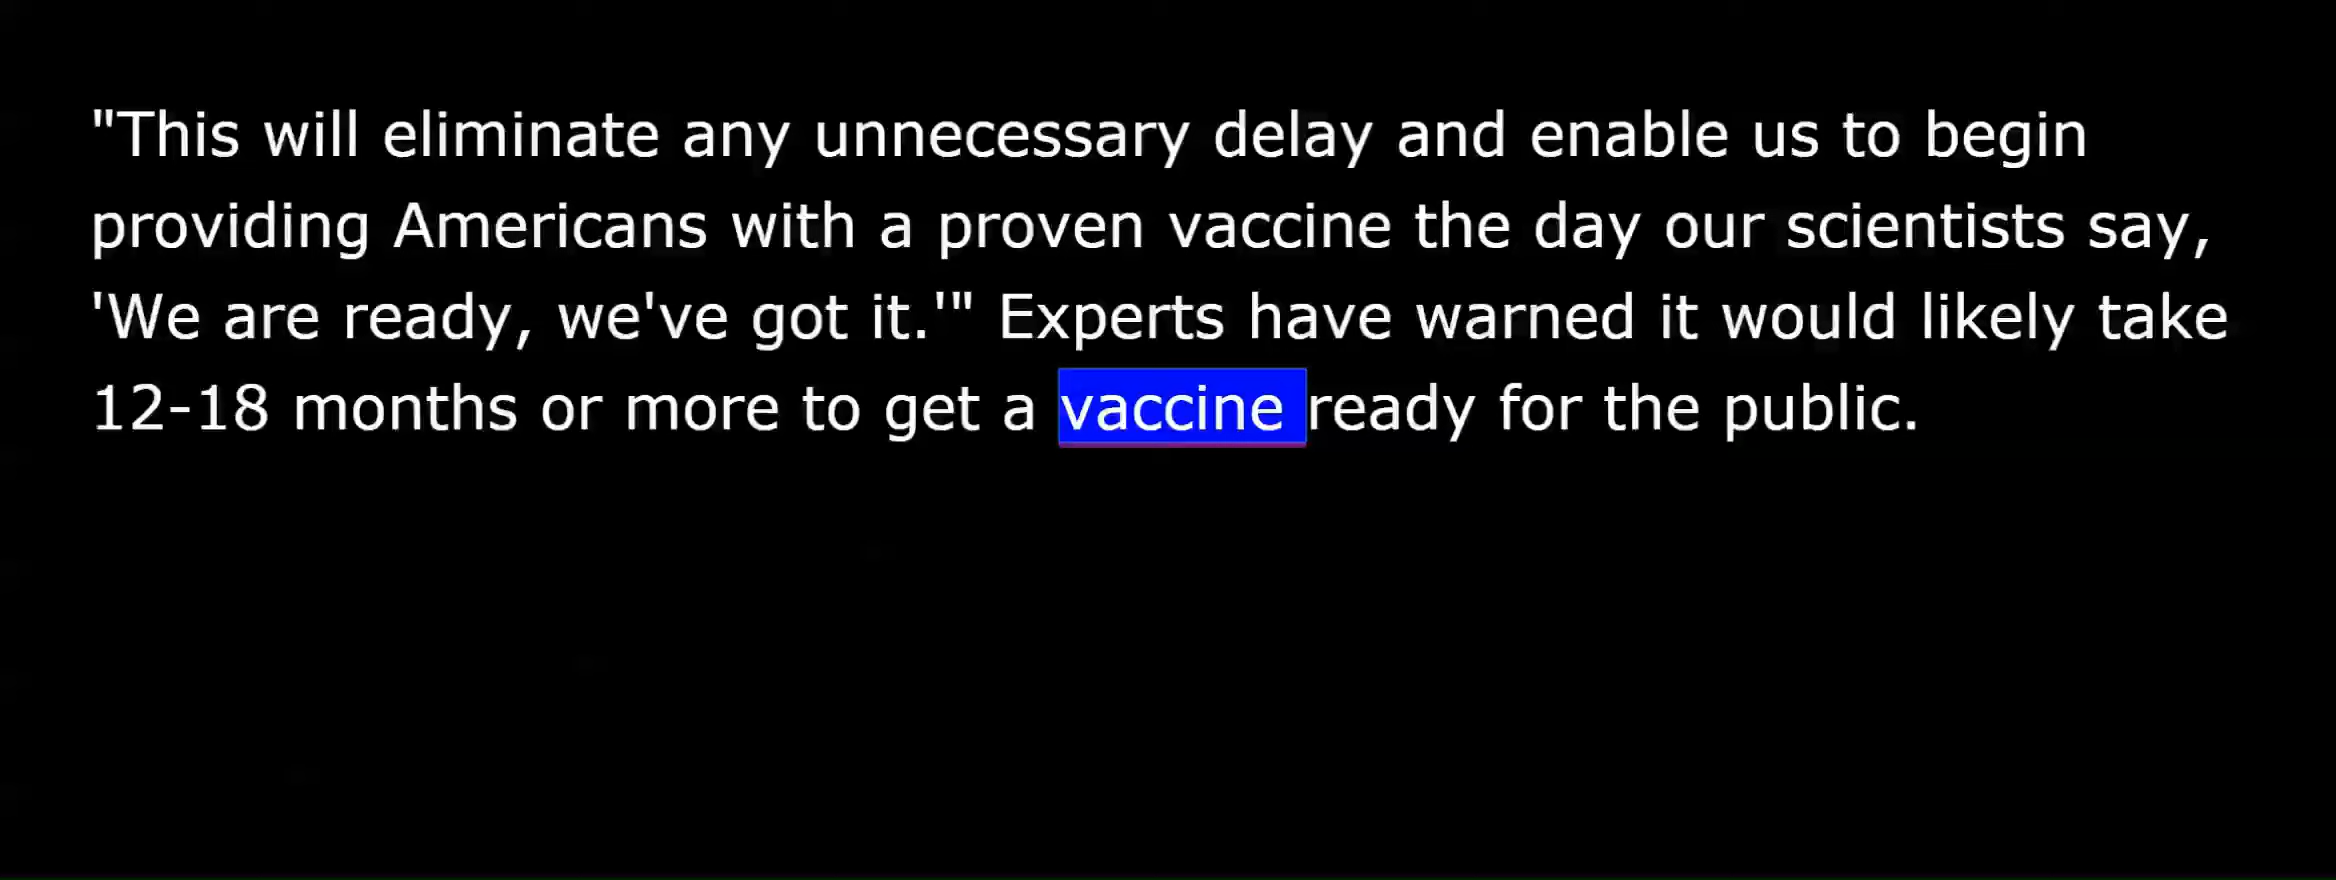 "This will eliminate any unnecessary delay and enable us to begin
providing Americans with a proven vaccine the day our scientists say,
'We are ready, we've got it.'" Experts have warned it would likely take
12-18 months or more to get a vaccine ready for the public.